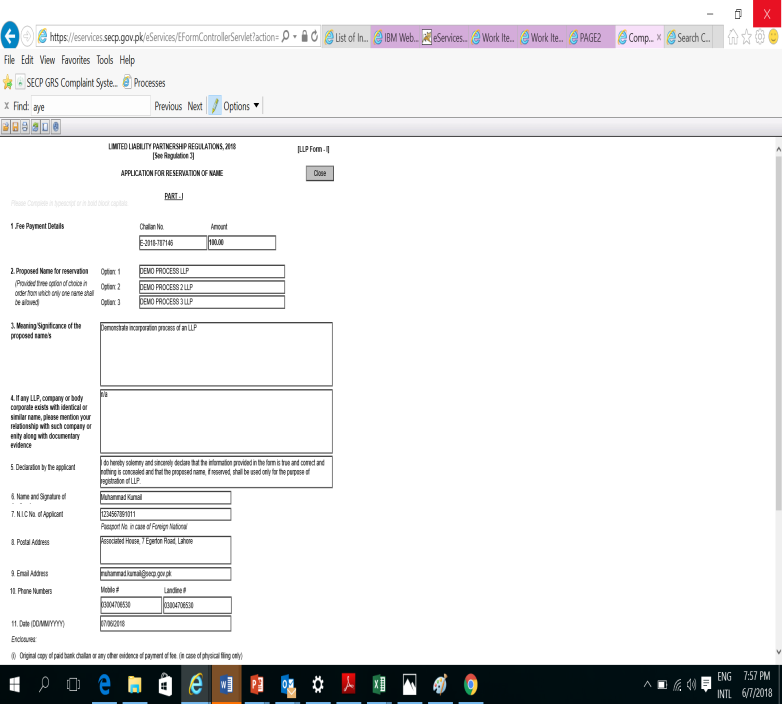 https://eservices.secp.gov.pk/eServices/EFormControllerServlet?action=
List of In... IBM Web... eServices... Work Ite... Work Ite... PAGE2 Comp... × Search C...
File Edit View Favorites Tools Help
SECP GRS Complaint Syste... Processes
× Find: aye Previous Next Options
LIMITED LIABILITY PARTNERSHIP REGULATIONS, 2018 [LLP Form - I]
[See Regulation 3]
APPLICATION FOR RESERVATION OF NAME Close
PART - I
Please Complete in typescript or in bold block capitals.
1 .Fee Payment Details Challan No. Amount
E-2018-787146 100.00
2. Proposed Name for reservation Option: 1 DEMO PROCESS LLP
(Provided three option of choice in Option: 2 DEMO PROCESS 2 LLP
order from which only one name shall
be allowed) Option: 3 DEMO PROCESS 3 LLP
3. Meaning/Significance of the Demonstrate incorporation process of an LLP
proposed name/s
n/a
4. If any LLP, company or body
corporate exists with identical or
similar name, please mention your
relationship with such company or
enity along with documentary
evidence
5. Declaration by the applicant I do hereby solemny and sincerely declare that the information provided in the form is true and correct and
nothing is concealed and that the proposed name, if reserved, shall be used only for the purpose of
registration of LLP.
6. Name and Signature of Muhammad Kumail
7. N.I.C No. of Applicant 1234567891011
Passport No. in case of Foreign National
8. Postal Address Associated House, 7 Egerton Road, Lahore
9. Email Address muhammad.kumail@secp.gov.pk
10. Phone Numbers Mobile # Landline #
03004706530 03004706530
11. Date (DD/MM/YYYY) 07/06/2018
Enclosures:
(i) Original copy of paid bank challan or any other evidence of payment of fee. (in case of physical filing only)
ENG 7:57 PM
INTL 6/7/2018